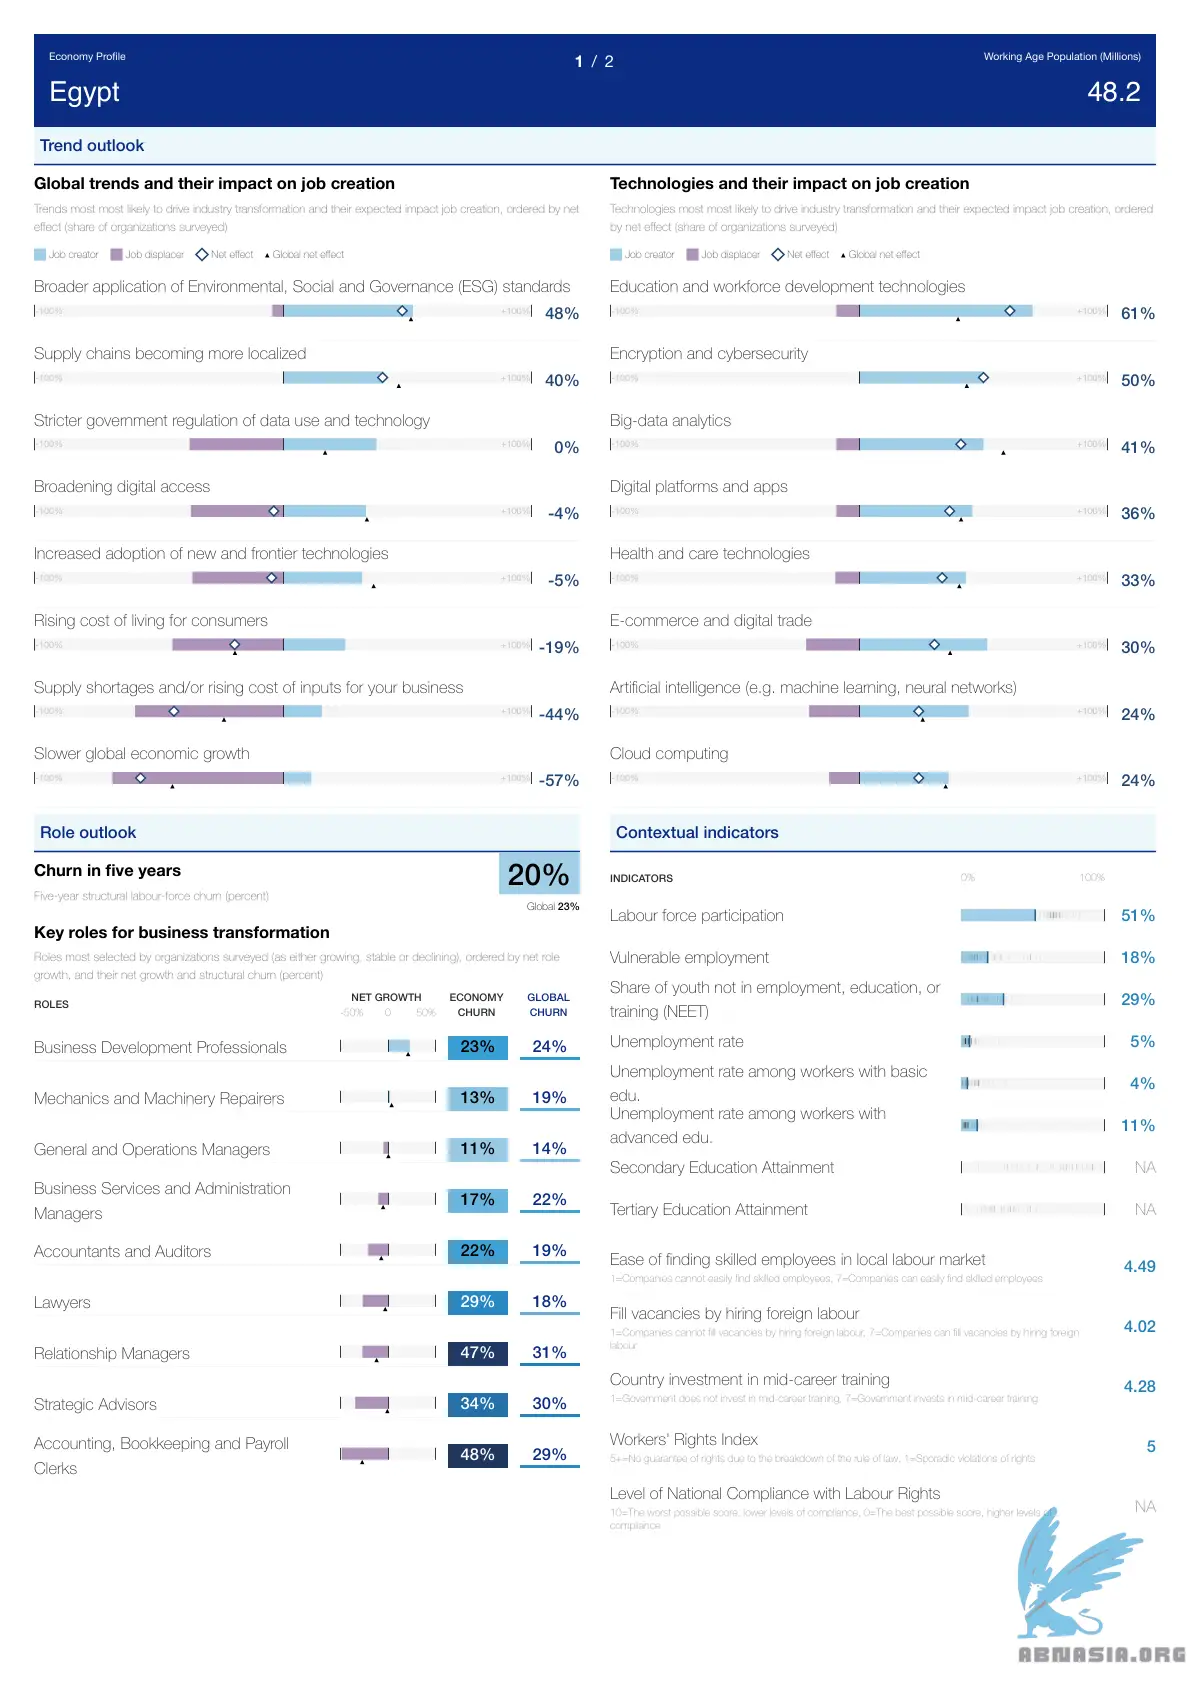 Economy Profile
1 / 2
Working Age Population (Millions)
Egypt
48.2
Trend outlook
Global trends and their impact on job creation
Trends most most likely to drive industry transformation and their expected impact job creation, ordered by net
effect (share of organizations surveyed)
Job creator Job displacer Net effect Global net effect
Broader application of Environmental, Social and Governance (ESG) standards
-100% +100% 48%
Supply chains becoming more localized
-100% +100% 40%
Stricter government regulation of data use and technology
-100% +100% 0%
Broadening digital access
-100% +100% -4%
Increased adoption of new and frontier technologies
-100% +100% -5%
Rising cost of living for consumers
-100% +100% -19%
Supply shortages and/or rising cost of inputs for your business
-100% +100% -44%
Slower global economic growth
-100% +100% -57%
Technologies and their impact on job creation
Technologies most most likely to drive industry transformation and their expected impact on job creation, ordered
by net effect (share of organizations surveyed)
Job creator Job displacer Net effect Global net effect
Education and workforce development technologies
-100% +100% 61%
Encryption and cybersecurity
-100% +100% 50%
Big-data analytics
-100% +100% 41%
Digital platforms and apps
-100% +100% 36%
Health and care technologies
-100% +100% 33%
E-commerce and digital trade
-100% +100% 30%
Artificial intelligence (e.g. machine learning, neural networks)
-100% +100% 24%
Cloud computing
-100% +100% 24%
Role outlook
Churn in five years
20%
Five-year structural labour-force churn (percent)
Global 23%
Key roles for business transformation
Roles most selected by organizations surveyed (as either growing, stable or declining), ordered by net role
growth, and their net growth and structural churn (percent)
ROLES NET GROWTH ECONOMY CHURN GLOBAL CHURN
-50% 0 50%
Business Development Professionals 23% 24%
Mechanics and Machinery Repairers 13% 19%
General and Operations Managers 11% 14%
Business Services and Administration
Managers 17% 22%
Accountants and Auditors 22% 19%
Lawyers 29% 18%
Relationship Managers 47% 31%
Strategic Advisors 34% 30%
Accounting, Bookkeeping and Payroll
Clerks 48% 29%
Contextual indicators
INDICATORS 0% 100%
Labour force participation 51%
Vulnerable employment 18%
Share of youth not in employment, education, or
training (NEET) 29%
Unemployment rate 5%
Unemployment rate among workers with basic
edu. 4%
Unemployment rate among workers with
advanced edu. 11%
Secondary Education Attainment NA
Tertiary Education Attainment NA
Ease of finding skilled employees in local labour market 4.49
1=Companies cannot easily find skilled employees, 7=Companies can easily find skilled employees
Fill vacancies by hiring foreign labour 4.02
1=Companies cannot fill vacancies by hiring foreign labour, 7=Companies can fill vacancies by hiring foreign
labour
Country investment in mid-career training 4.28
1=Government does not invest in mid-career training, 7=Government invests in mid-career training
Workers' Rights Index 5
5+=No guarantee of rights due to the breakdown of the rule of law, 1=Sporadic violations of rights
Level of National Compliance with Labour Rights NA
10=The worst possible score, lower levels of compliance, 0=The best possible score, higher levels of
compliance
ABNASIA.ORG